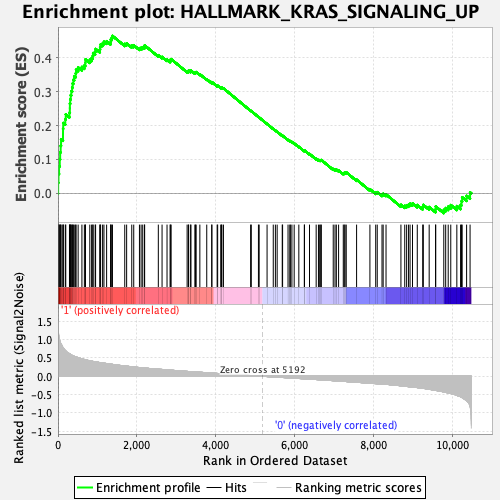 Enrichment plot: HALLMARK_KRAS_SIGNALING_UP
Enrichment score (ES)
0.4
0.3
0.2
0.1
0.0
'1' (positively correlated)
Ranked list metric (Signal2Noise)
1.5
1.0
0.5
0.0
-0.5
-1.0
-1.5
Zero cross at 5192
'0' (negatively correlated)
0
2,000
4,000
6,000
8,000
10,000
Rank in Ordered Dataset
Enrichment profile
Hits
Ranking metric scores